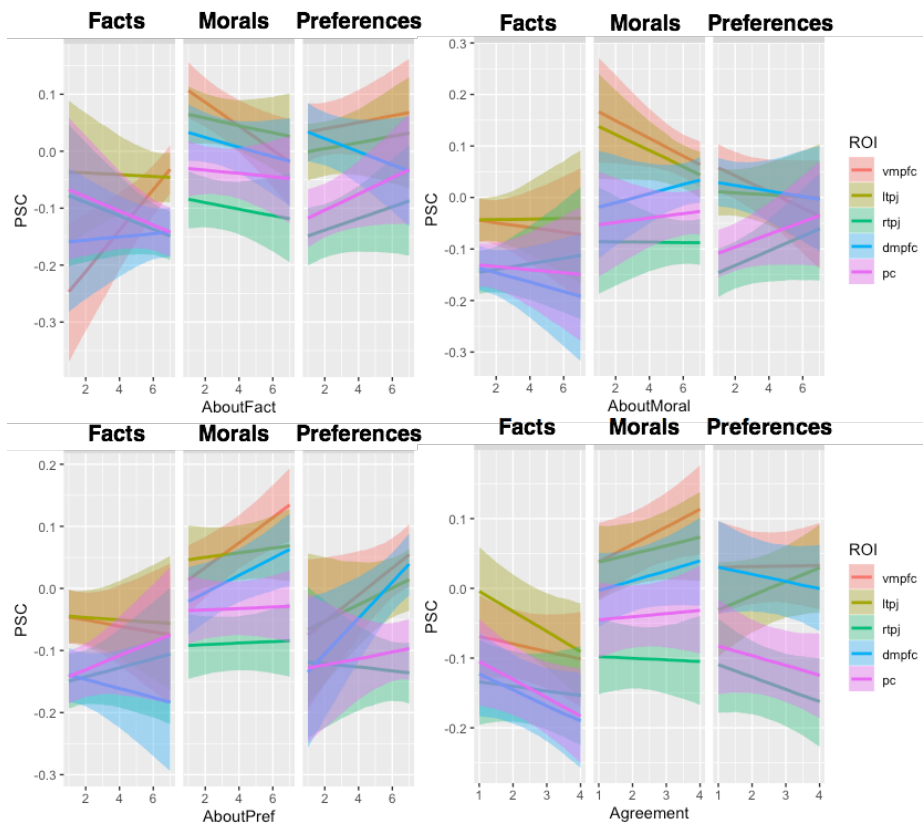 Facts Morals Preferences
Facts Morals Preferences
0.1
0.0
-0.1
-0.2
-0.3
PSC
2 4 6 2 4 6 2 4 6
AboutFact
0.3
0.2
0.1
0.0
-0.1
-0.2
-0.3
PSC
2 4 6 2 4 6 2 4 6
AboutMoral
ROI
vmpfc
ltpj
rtpj
dmpfc
pc
Facts Morals Preferences
Facts Morals Preferences
0.2
0.1
0.0
-0.1
-0.2
-0.3
PSC
2 4 6 2 4 6 2 4 6
AboutPref
0.1
0.0
-0.1
-0.2
PSC
1 2 3 4 1 2 3 4 1 2 3 4
Agreement
ROI
vmpfc
ltpj
rtpj
dmpfc
pc